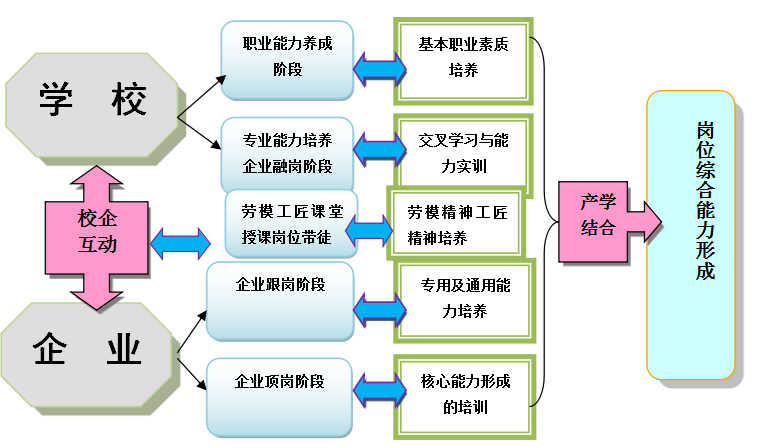 学 校
校企
互动
企 业
职业能力养成
阶段
专业能力培养
企业融岗阶段
劳模工匠课堂
授课岗位带徒
企业跟岗阶段
企业顶岗阶段
基本职业素质
培养
交叉学习与能
力实训
劳模精神工匠
精神培养
专用及通用能
力培养
核心能力形成
的培训
产学
结合
岗位综合能力形成